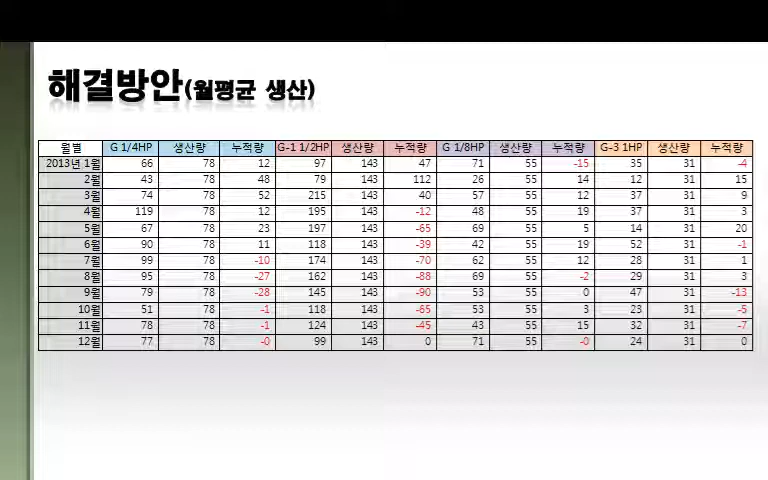 해결방안(월평균 생산)
월별 G 1/4HP 생산량 누적량 G-1 1/2HP 생산량 누적량 G 1/8HP 생산량 누적량 G-3 1HP 생산량 누적량
2013년 1월 66 78 12 97 143 47 71 55 -15 35 31 -4
2월 43 78 48 79 143 112 26 55 14 12 31 15
3월 74 78 52 215 143 40 57 55 12 37 31 9
4월 119 78 12 195 143 -12 48 55 19 37 31 3
5월 67 78 23 197 143 -65 69 55 5 14 31 20
6월 90 78 11 118 143 -39 42 55 19 52 31 -1
7월 99 78 -10 174 143 -70 62 55 12 28 31 1
8월 95 78 -27 162 143 -88 69 55 -2 29 31 3
9월 79 78 -28 145 143 -90 53 55 0 47 31 -13
10월 51 78 -1 118 143 -65 53 55 3 23 31 -5
11월 78 78 -1 124 143 -45 43 55 15 32 31 -7
12월 77 78 -0 99 143 0 71 55 -0 24 31 0